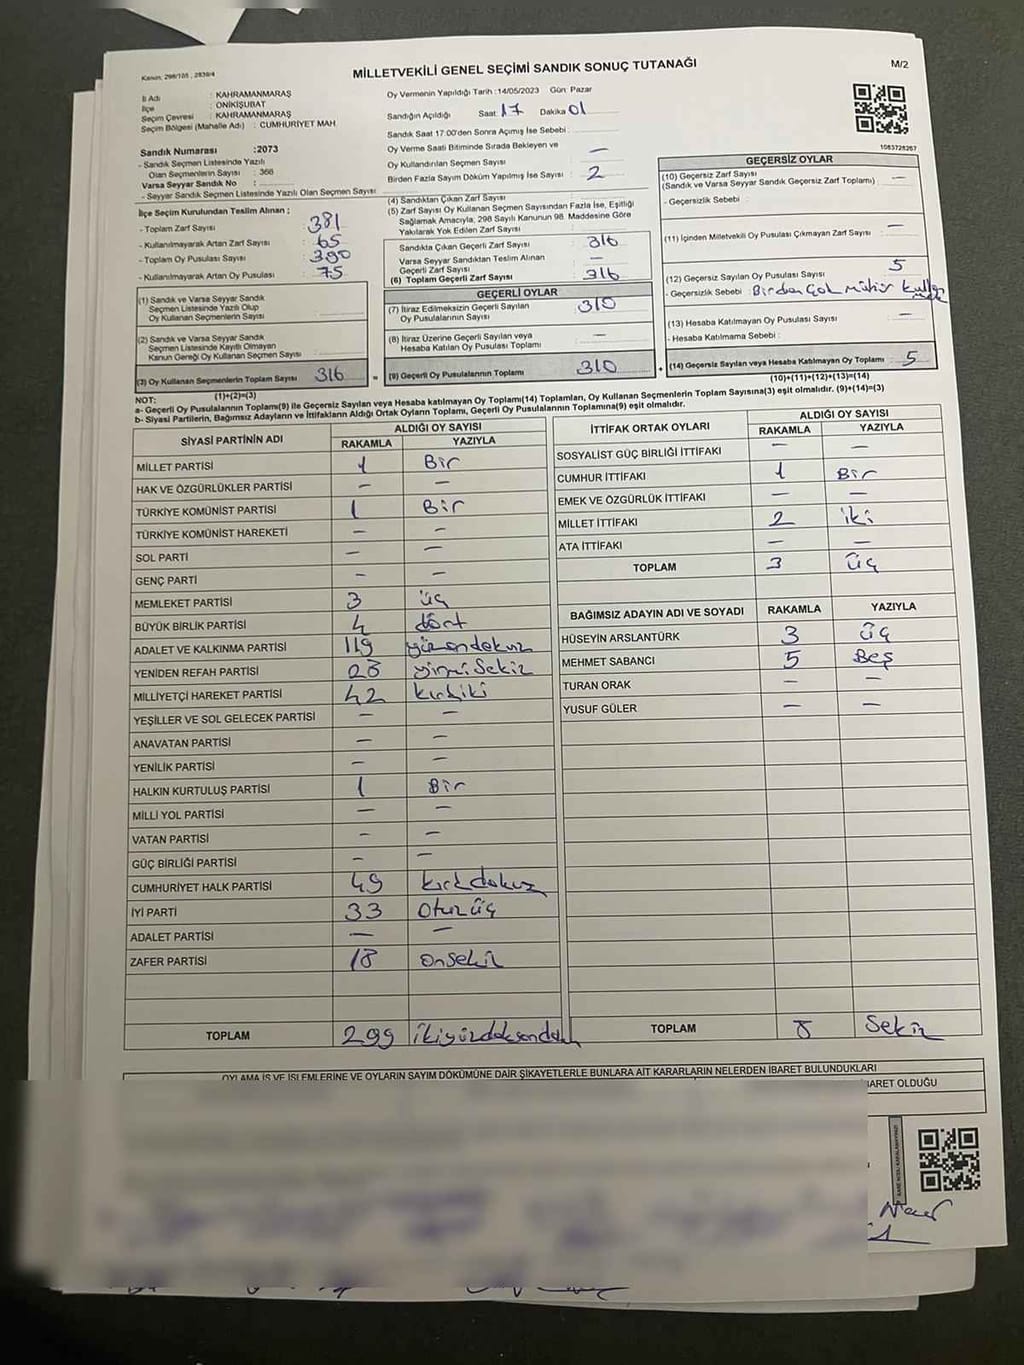 Kanun, 298/105 , 2839/4
MİLLETVEKİLİ GENEL SEÇİMİ SANDIK SONUÇ TUTANAĞI
M/2
İl Adı : KAHRAMANMARAŞ
İlçe : ONİKİŞUBAT
Seçim Çevresi : KAHRAMANMARAŞ
Seçim Bölgesi (Mahalle Adı) : CUMHURİYET MAH
Sandık Numarası :2073
- Sandık Seçmen Listesinde Yazılı
Olan Seçmenlerin Sayısı : 368
Varsa Seyyar Sandık No :
- Seyyar Sandık Seçmen Listesinde Yazılı Olan Seçmen Sayısı :
Oy Vermenin Yapıldığı Tarih :14/05/2023 Gün: Pazar
Sandığın Açıldığı Saat 17 Dakika 01
Sandık Saat 17:00'den Sonra Açımış İse Sebebi :
Oy Verme Saati Bitiminde Sırada Bekleyen ve
Oy Kullandırılan Seçmen Sayısı —
Birden Fazla Sayım Döküm Yapılmış İse Sayısı : 2
İlçe Seçim Kurulundan Teslim Alınan ;
- Toplam Zarf Sayısı : 381
- Kullanılmayarak Artan Zarf Sayısı : 65
- Toplam Oy Pusulası Sayısı : 390
- Kullanılmayarak Artan Oy Pusulası : 75
(1) Sandık ve Varsa Seyyar Sandık
Seçmen Listesinde Yazılı Olup
Oy Kullanan Seçmenlerin Sayısı
(2) Sandık ve Varsa Seyyar Sandık
Seçmen Listesinde Kayıtlı Olmayan
Kanun Gereği Oy Kullanan Seçmen Sayısı
(3) Oy Kullanan Seçmenlerin Toplam Sayısı 316
(1)+(2)=(3)
(4) Sandıktan Çıkan Zarf Sayısı
(5) Zarf Sayısı Oy Kullanan Seçmen Sayısından Fazla İse, Eşitliği
Sağlamak Amacıyla; 298 Sayılı Kanunun 98. Maddesine Göre
Yakılarak Yok Edilen Zarf Sayısı
Sandıkta Çıkan Geçerli Zarf Sayısı 316
Varsa Seyyar Sandıktan Teslim Alınan
Geçerli Zarf Sayısı —
(6) Toplam Geçerli Zarf Sayısı 316
GEÇERLİ OYLAR
(7) İtiraz Edilmeksizin Geçerli Sayılan
Oy Pusulalarının Sayısı 310
(8) İtiraz Üzerine Geçerli Sayılan veya
Hesaba Katılan Oy Pusulası Toplamı —
= (9) Geçerli Oy Pusulalarının Toplamı 310
1083728267
GEÇERSİZ OYLAR
(10) Geçersiz Zarf Sayısı
(Sandık ve Varsa Seyyar Sandık Geçersiz Zarf Toplamı) : —
- Geçersizlik Sebebi :
(11) İçinden Milletvekili Oy Pusulası Çıkmayan Zarf Sayısı : —
(12) Geçersiz Sayılan Oy Pusulası Sayısı : 5
- Geçersizlik Sebebi : Birden Çok mühür
(13) Hesaba Katılmayan Oy Pusulası Sayısı : —
- Hesaba Katılmama Sebebi :
+ (14) Geçersiz Sayılan veya Hesaba Katılmayan Oy Toplamı : 5
(10)+(11)+(12)+(13)=(14)
NOT:
a- Geçerli Oy Pusulalarının Toplamı(9) ile Geçersiz Sayılan veya Hesaba katılmayan Oy Toplamı(14) Toplamları, Oy Kullanan Seçmenlerin Toplam Sayısına(3) eşit olmalıdır. (9)+(14)=(3)
b- Siyasi Partilerin, Bağımsız Adayların ve İttifakların Aldığı Ortak Oyların Toplamı, Geçerli Oy Pusulalarının Toplamına(9) eşit olmalıdır.
SİYASİ PARTİNİN ADI ALDIĞI OY SAYISI
RAKAMLA YAZIYLA
MİLLET PARTİSİ 1 Bir
HAK VE ÖZGÜRLÜKLER PARTİSİ — —
TÜRKİYE KOMÜNİST PARTİSİ 1 Bir
TÜRKİYE KOMÜNİST HAREKETİ — —
SOL PARTİ — —
GENÇ PARTİ — —
MEMLEKET PARTİSİ 3 üç
BÜYÜK BİRLİK PARTİSİ 4 dört
ADALET VE KALKINMA PARTİSİ 119 yüzondokuz
YENİDEN REFAH PARTİSİ 28 yirmi Sekiz
MİLLİYETÇİ HAREKET PARTİSİ 42 kırkiki
YEŞİLLER VE SOL GELECEK PARTİSİ — —
ANAVATAN PARTİSİ — —
YENİLİK PARTİSİ — —
HALKIN KURTULUŞ PARTİSİ 1 Bir
MİLLİ YOL PARTİSİ — —
VATAN PARTİSİ — —
GÜÇ BİRLİĞİ PARTİSİ — —
CUMHURİYET HALK PARTİSİ 49 kırkdokuz
İYİ PARTİ 33 otuzüç
ADALET PARTİSİ — —
ZAFER PARTİSİ 18 onsekiz
TOPLAM 299 ikiyüzdoksandokuz
İTTİFAK ORTAK OYLARI ALDIĞI OY SAYISI
RAKAMLA YAZIYLA
SOSYALİST GÜÇ BİRLİĞİ İTTİFAKI — —
CUMHUR İTTİFAKI 1 Bir
EMEK VE ÖZGÜRLÜK İTTİFAKI — —
MİLLET İTTİFAKI 2 iki
ATA İTTİFAKI — —
TOPLAM 3 üç
BAĞIMSIZ ADAYIN ADI VE SOYADI RAKAMLA YAZIYLA
HÜSEYİN ARSLANTÜRK 3 üç
MEHMET SABANCI 5 Beş
TURAN ORAK — —
YUSUF GÜLER — —
TOPLAM 8 Sekiz
OYLAMA İŞ VE İŞLEMLERİNE VE OYLARIN SAYIM DÖKÜMÜNE DAİR ŞİKAYETLERLE BUNLARA AİT KARARLARIN NELERDEN İBARET BULUNDUKLARI
BARET OLDUĞU